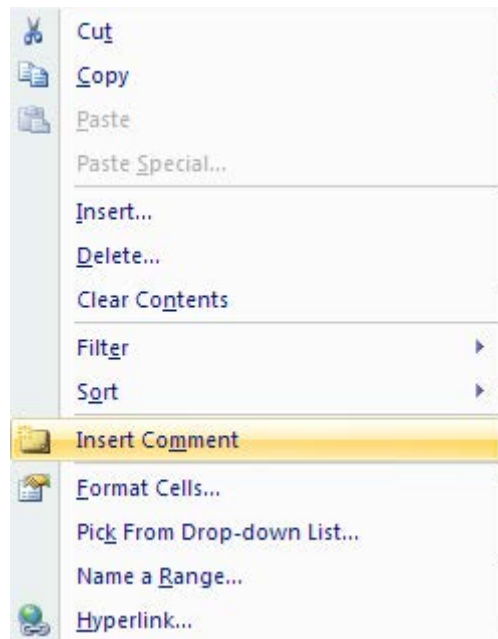 Cut
Copy
Paste
Paste Special...
Insert...
Delete...
Clear Contents
Filter
Sort
Insert Comment
Format Cells...
Pick From Drop-down List...
Name a Range...
Hyperlink...